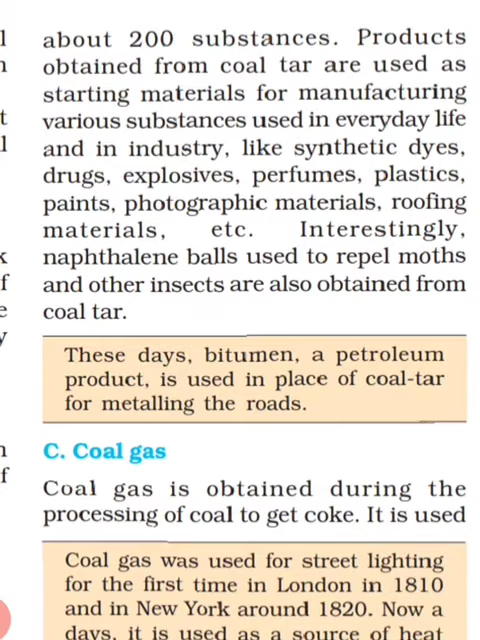 about 200 substances. Products
obtained from coal tar are used as
starting materials for manufacturing
various substances used in everyday life
and in industry, like synthetic dyes,
drugs, explosives, perfumes, plastics,
paints, photographic materials, roofing
materials, etc. Interestingly,
naphthalene balls used to repel moths
and other insects are also obtained from
coal tar.
These days, bitumen, a petroleum
product, is used in place of coal-tar
for metalling the roads.
C. Coal gas
Coal gas is obtained during the
processing of coal to get coke. It is used
Coal gas was used for street lighting
for the first time in London in 1810
and in New York around 1820. Now a
days, it is used as a source of heat